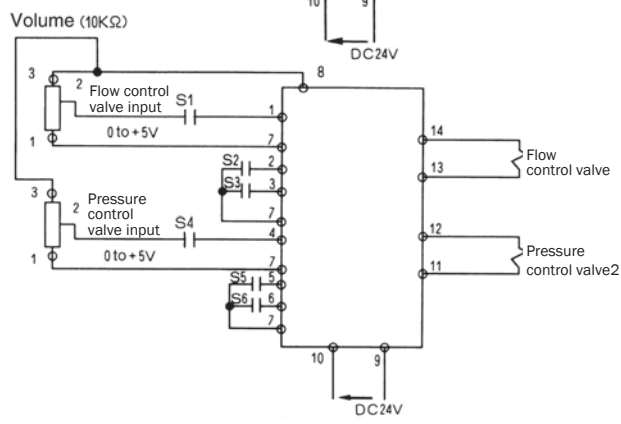 10 9
DC24V
Volume (10KΩ)
8
3
2
Flow control
valve input
S1
1
1
0 to +5V
7
14
13
Flow
control valve
S2
2
S3
3
7
3
2
Pressure
control
valve input
S4
4
1
0 to +5V
7
12
11
Pressure
control valve2
S5
5
S6
6
7
10 9
DC24V